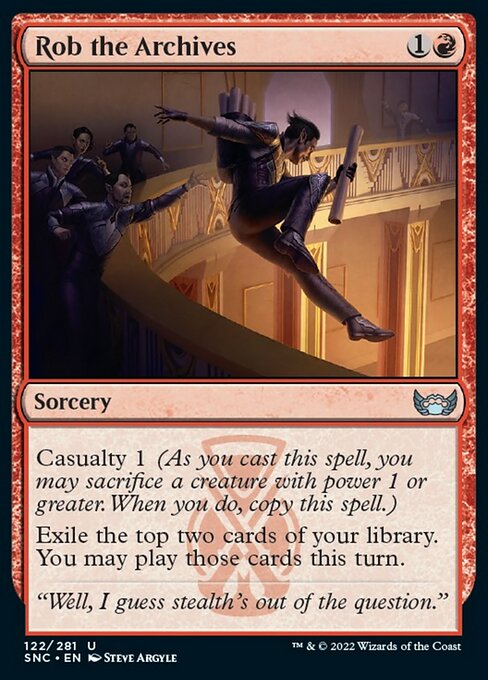 Rob the Archives 1
Sorcery
Casualty 1 (As you cast this spell, you
may sacrifice a creature with power 1 or
greater. When you do, copy this spell.)
Exile the top two cards of your library.
You may play those cards this turn.
“Well, I guess stealth’s out of the question.”
122/281 U
SNC • EN Steve Argyle
™ & © 2022 Wizards of the Coast